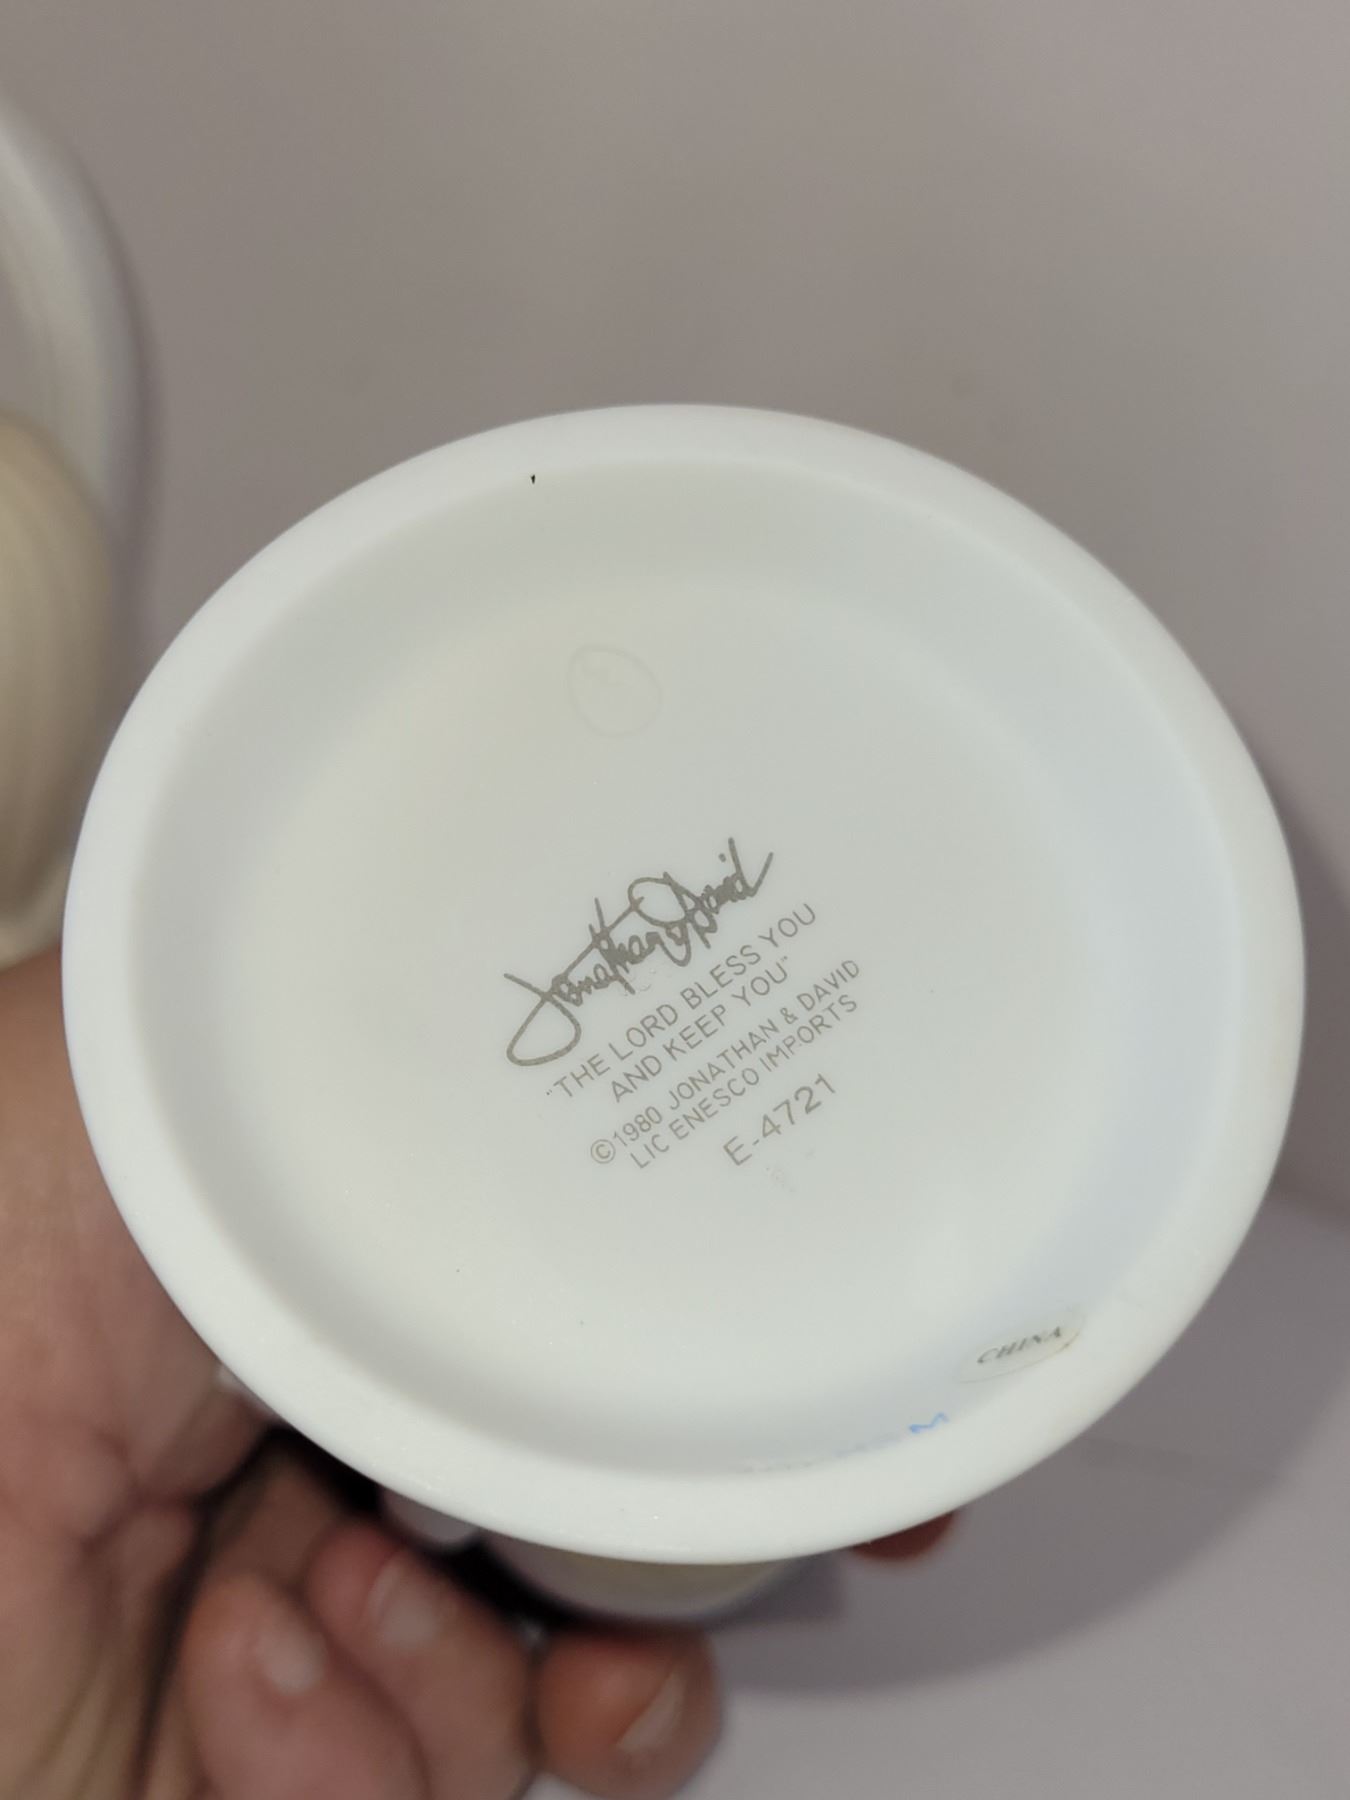 Jonathan & David
"THE LORD BLESS YOU
AND KEEP YOU"
©1980 JONATHAN & DAVID
LIC ENESCO IMPORTS
E-4721
CHINA